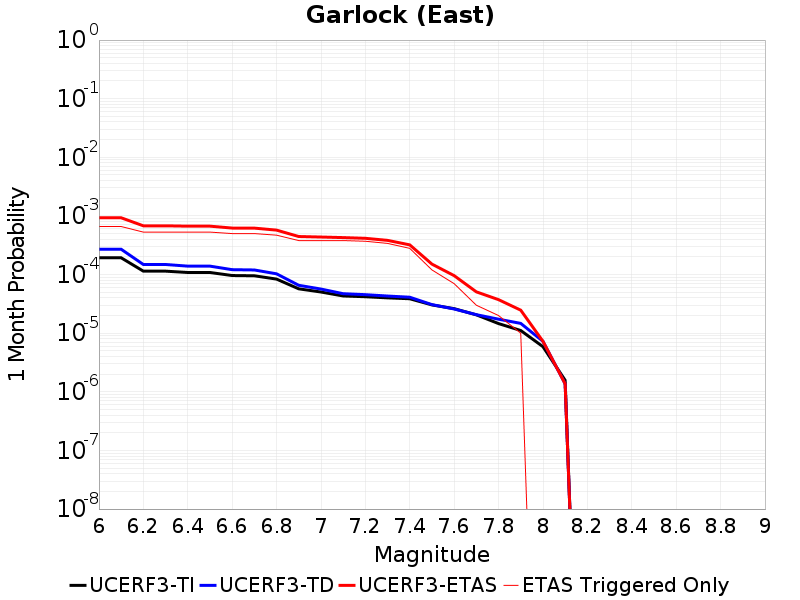 Garlock (East)
1 Month Probability
10^0
10^-1
10^-2
10^-3
10^-4
10^-5
10^-6
10^-7
10^-8
6 6.2 6.4 6.6 6.8 7 7.2 7.4 7.6 7.8 8 8.2 8.4 8.6 8.8 9
Magnitude
UCERF3-TI UCERF3-TD UCERF3-ETAS ETAS Triggered Only